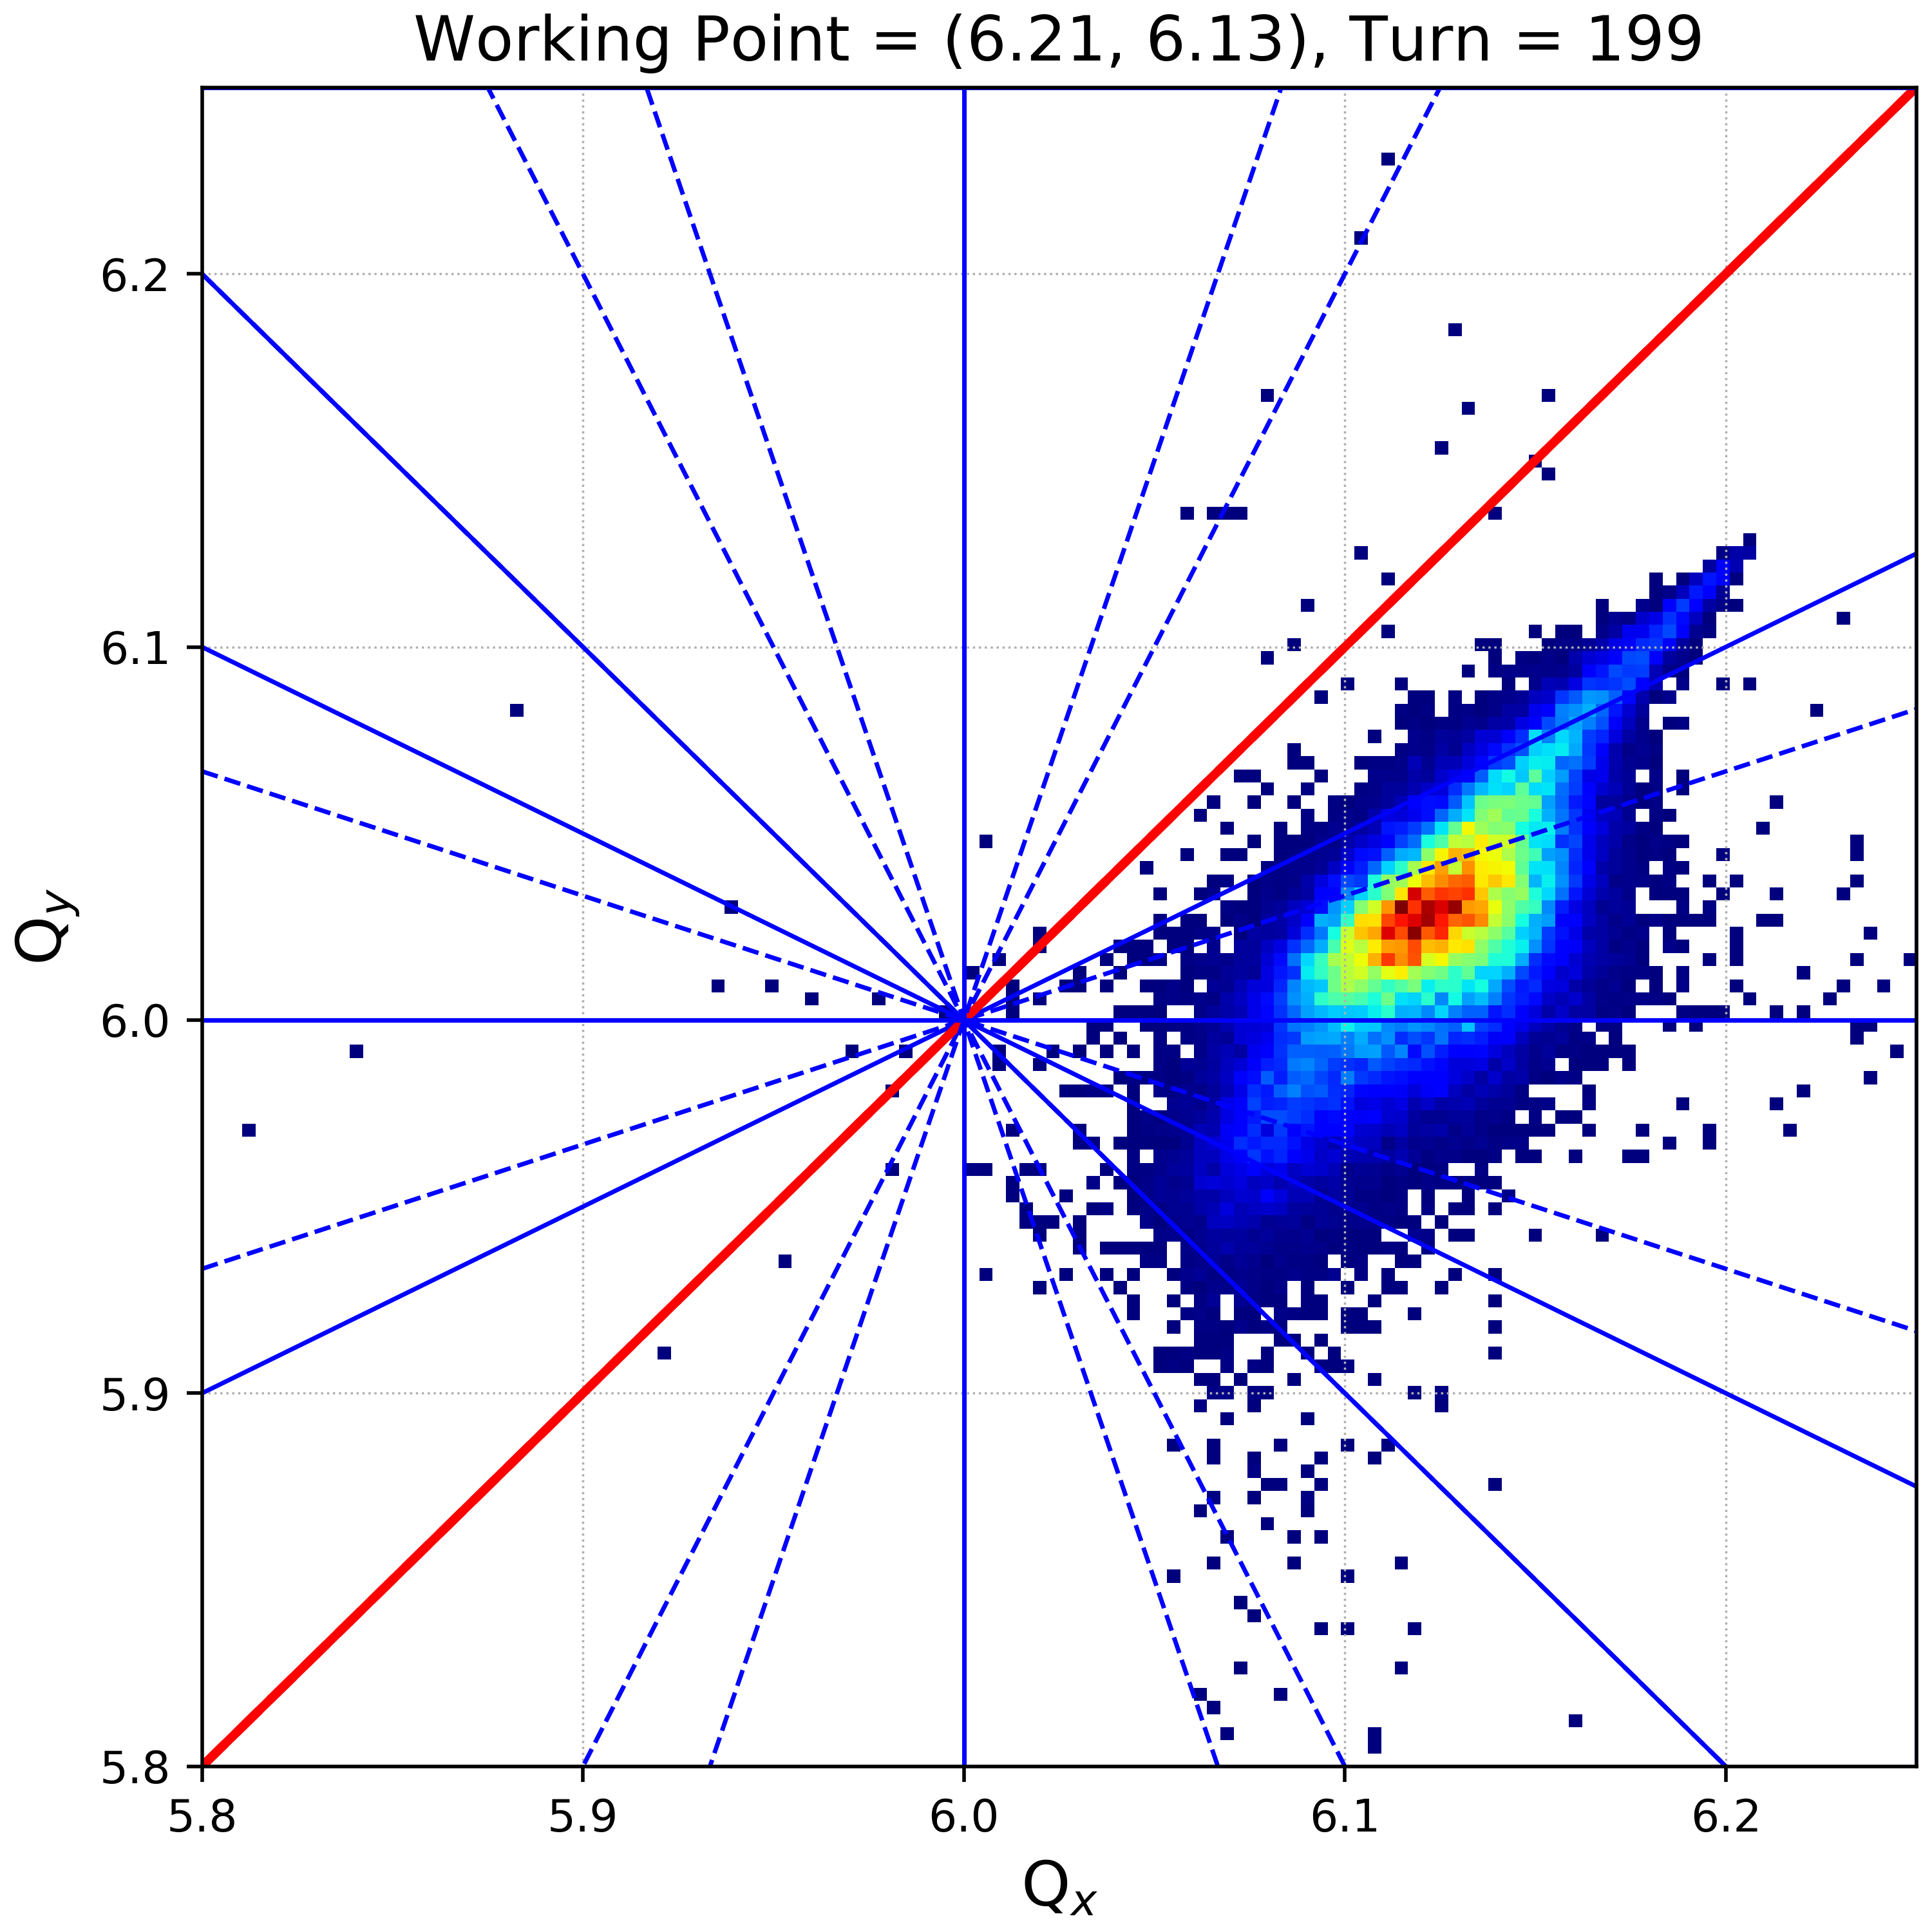 Working Point = (6.21, 6.13), Turn = 199
6.2
6.1
6.0
5.9
5.8
Qy
5.8 5.9 6.0 6.1 6.2
Qx